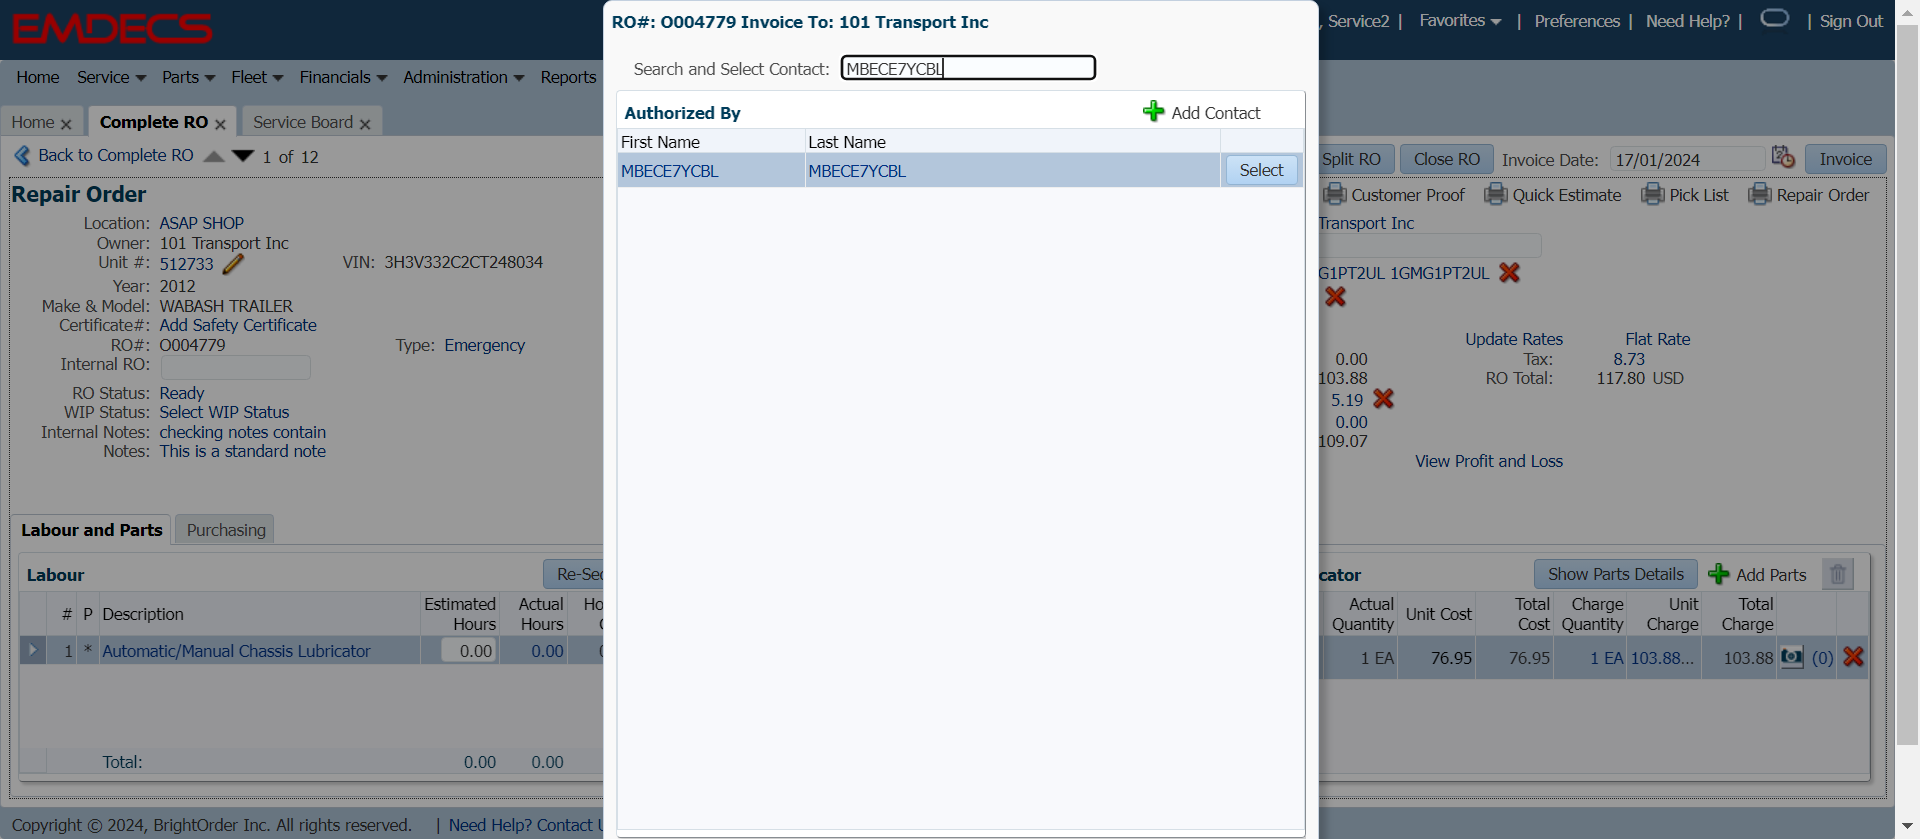 EMDECS
, Service2 | Favorites | Preferences | Need Help? | | Sign Out
Home Service Parts Fleet Financials Administration Reports
Home Complete RO Service Board
Back to Complete RO 1 of 12
Repair Order
Location: ASAP SHOP
Owner: 101 Transport Inc
Unit #: 512733 VIN: 3H3V332C2CT248034
Year: 2012
Make & Model: WABASH TRAILER
Certificate#: Add Safety Certificate
RO#: O004779 Type: Emergency
Internal RO:
RO Status: Ready
WIP Status: Select WIP Status
Internal Notes: checking notes contain
Notes: This is a standard note
RO#: O004779 Invoice To: 101 Transport Inc
Search and Select Contact: MBECE7YCBL
Authorized By Add Contact
First Name Last Name
MBECE7YCBL MBECE7YCBL Select
Split RO Close RO Invoice Date: 17/01/2024 Invoice
Customer Proof Quick Estimate Pick List Repair Order
Transport Inc
G1PT2UL 1GMG1PT2UL
Update Rates Flat Rate
0.00 Tax: 8.73
103.88 RO Total: 117.80 USD
5.19
0.00
109.07
View Profit and Loss
Labour and Parts Purchasing
Labour Re-Sec
# P Description Estimated Hours Actual Hours Ho
1 * Automatic/Manual Chassis Lubricator 0.00 0.00
Total: 0.00 0.00
cator Show Parts Details Add Parts
Actual Quantity Unit Cost Total Cost Charge Quantity Unit Charge Total Charge
1 EA 76.95 76.95 1 EA 103.88... 103.88 (0)
Copyright © 2024, BrightOrder Inc. All rights reserved. | Need Help? Contact U